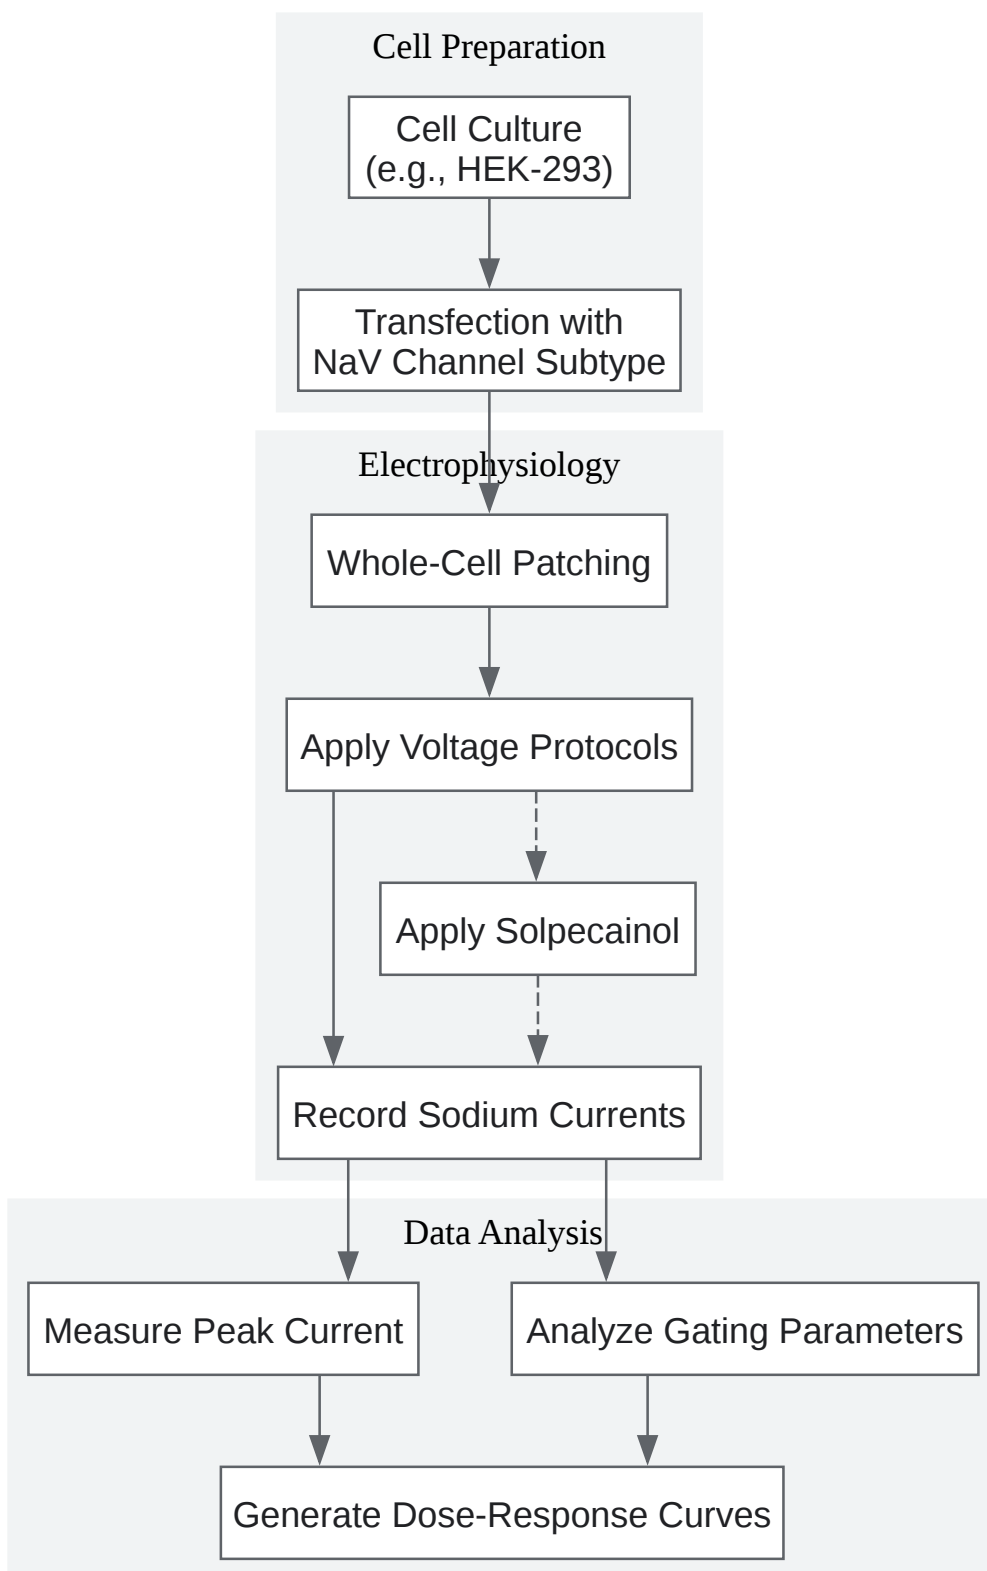 Cell Preparation
Cell Culture
(e.g., HEK-293)
Transfection with
NaV Channel Subtype
Electrophysiology
Whole-Cell Patching
Apply Voltage Protocols
Apply Solpecainol
Record Sodium Currents
Data Analysis
Measure Peak Current
Analyze Gating Parameters
Generate Dose-Response Curves